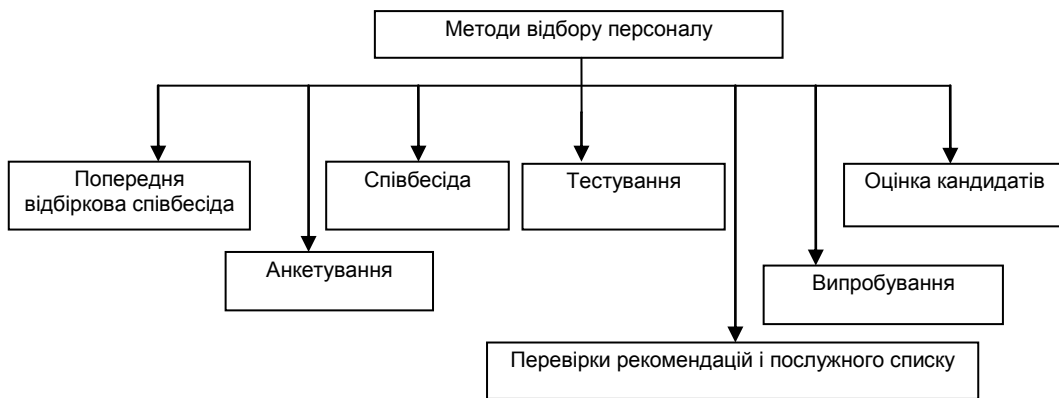 Методи відбору персоналу
Попередня
відбіркова співбесіда
Співбесіда
Тестування
Оцінка кандидатів
Анкетування
Випробування
Перевірки рекомендацій і послужного списку